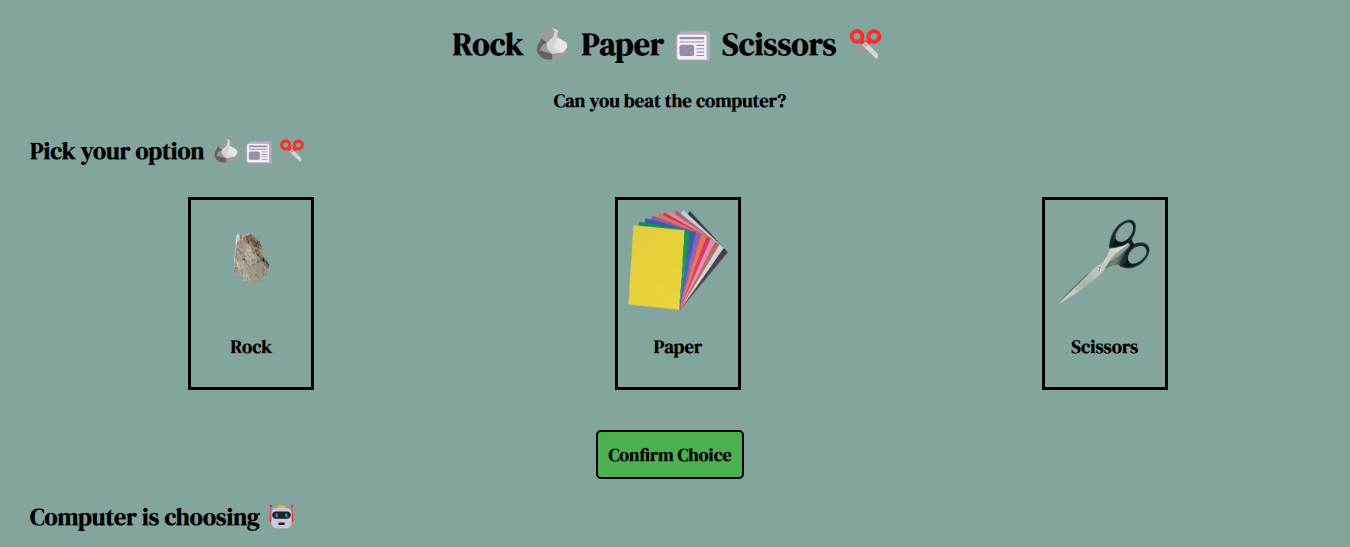 Rock Paper Scissors
Can you beat the computer?
Pick your option
Rock
Paper
Scissors
Confirm Choice
Computer is choosing